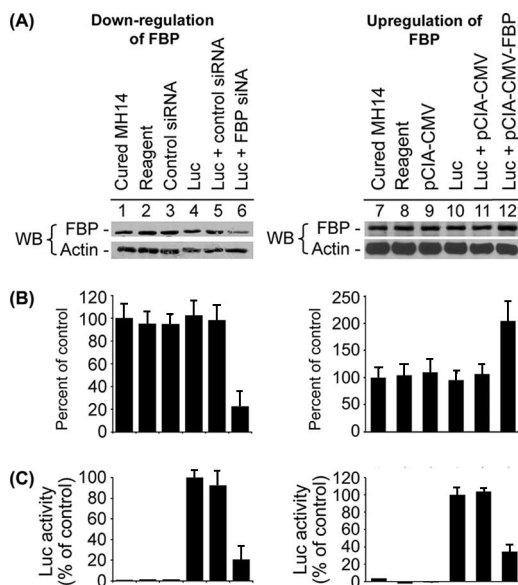 (A)
Down-regulation
of FBP
Upregulation of
FBP
Cured MH14
Reagent
Control siRNA
Luc
Luc + control siRNA
Luc + FBP siNA
Cured MH14
Reagent
pCIA-CMV
Luc
Luc + pCIA-CMV
Luc + pCIA-CMV-FBP
1 2 3 4 5 6
7 8 9 10 11 12
WB
FBP -
Actin -
WB
FBP -
Actin -
(B)
Percent of control
120
100
80
60
40
20
0
Percent of control
250
200
150
100
50
0
(C)
Luc activity
(% of control)
100
80
60
40
20
0
Luc activity
(% of control)
120
100
80
60
40
20
0